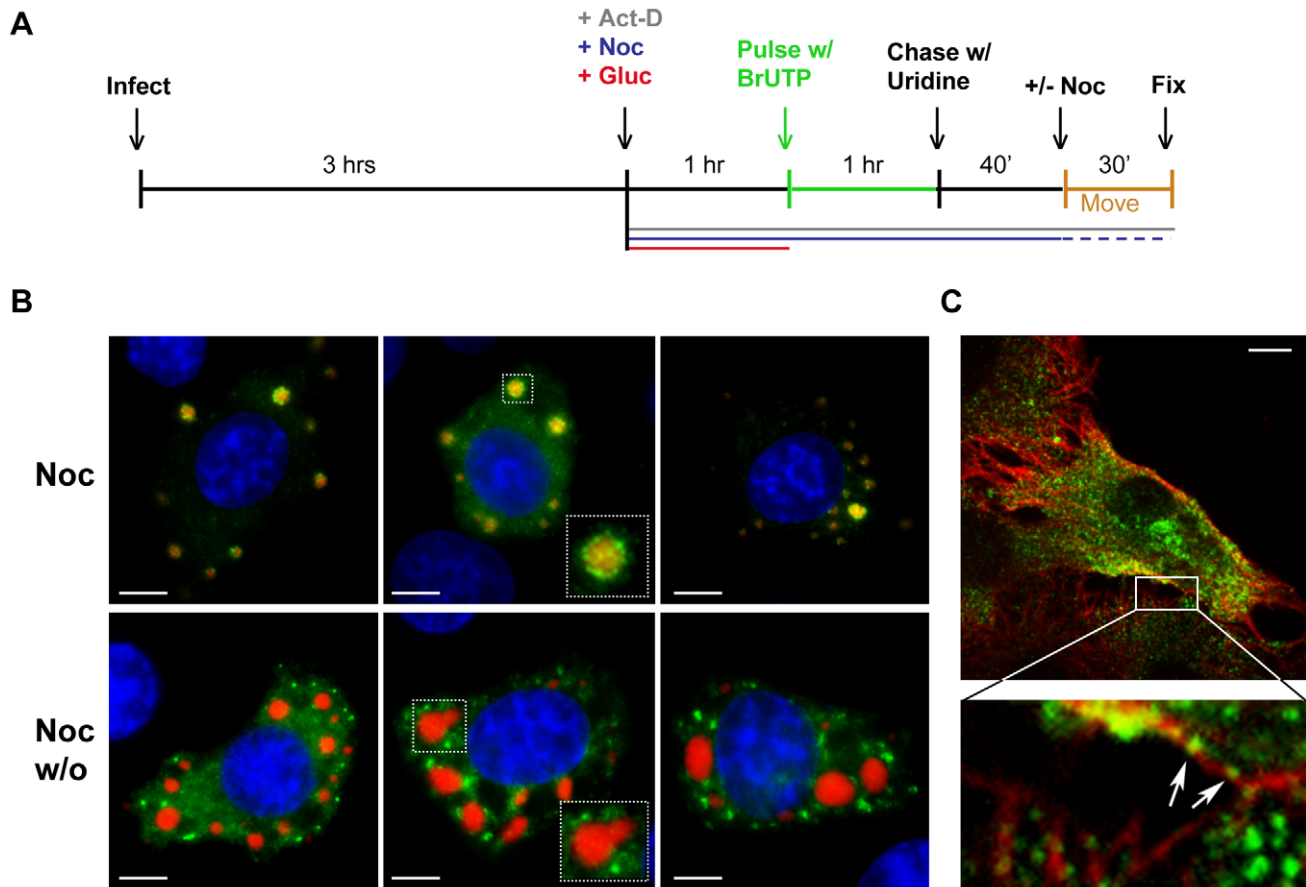 A
+ Act-D
+ Noc
+ Gluc
Pulse w/
BrUTP
Chase w/
Uridine
Infect
+/- Noc
Fix
3 hrs
1 hr
1 hr
40’
30’
Move
B
C
Noc
Noc
w/o